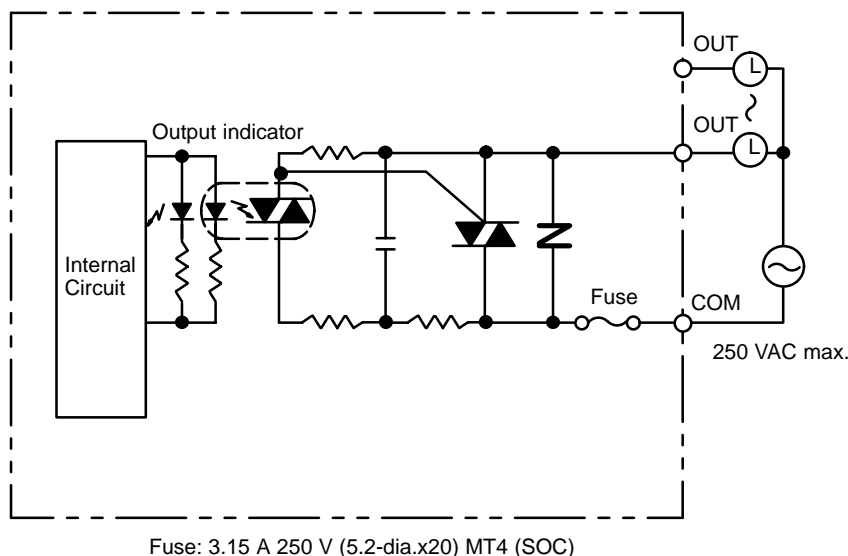 OUT
L
OUT
L
Output indicator
Internal
Circuit
Fuse
COM
250 VAC max.
Fuse: 3.15 A 250 V (5.2-dia.x20) MT4 (SOC)